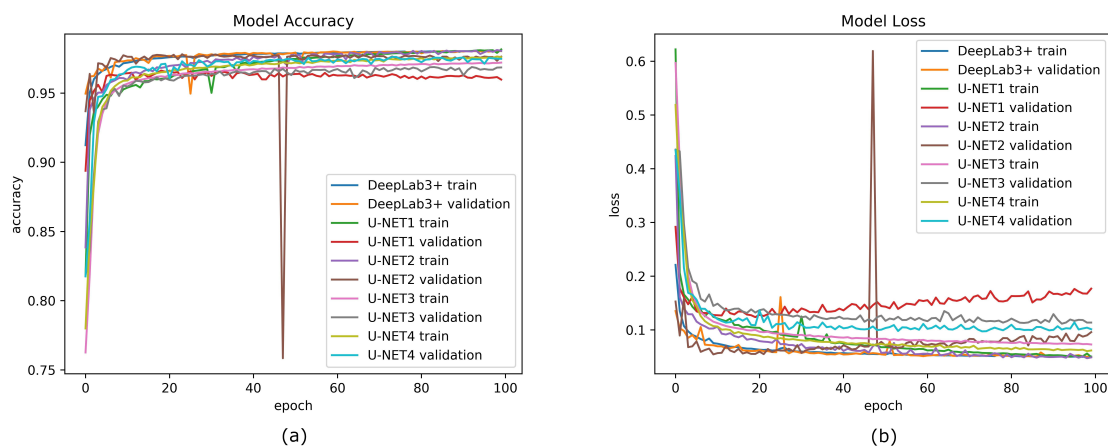 Model Accuracy
0.95
0.90
0.85
0.80
0.75
accuracy
0
20
40
60
80
100
epoch
DeepLab3+ train
DeepLab3+ validation
U-NET1 train
U-NET1 validation
U-NET2 train
U-NET2 validation
U-NET3 train
U-NET3 validation
U-NET4 train
U-NET4 validation
(a)
Model Loss
0.6
0.5
0.4
0.3
0.2
0.1
loss
0
20
40
60
80
100
epoch
DeepLab3+ train
DeepLab3+ validation
U-NET1 train
U-NET1 validation
U-NET2 train
U-NET2 validation
U-NET3 train
U-NET3 validation
U-NET4 train
U-NET4 validation
(b)